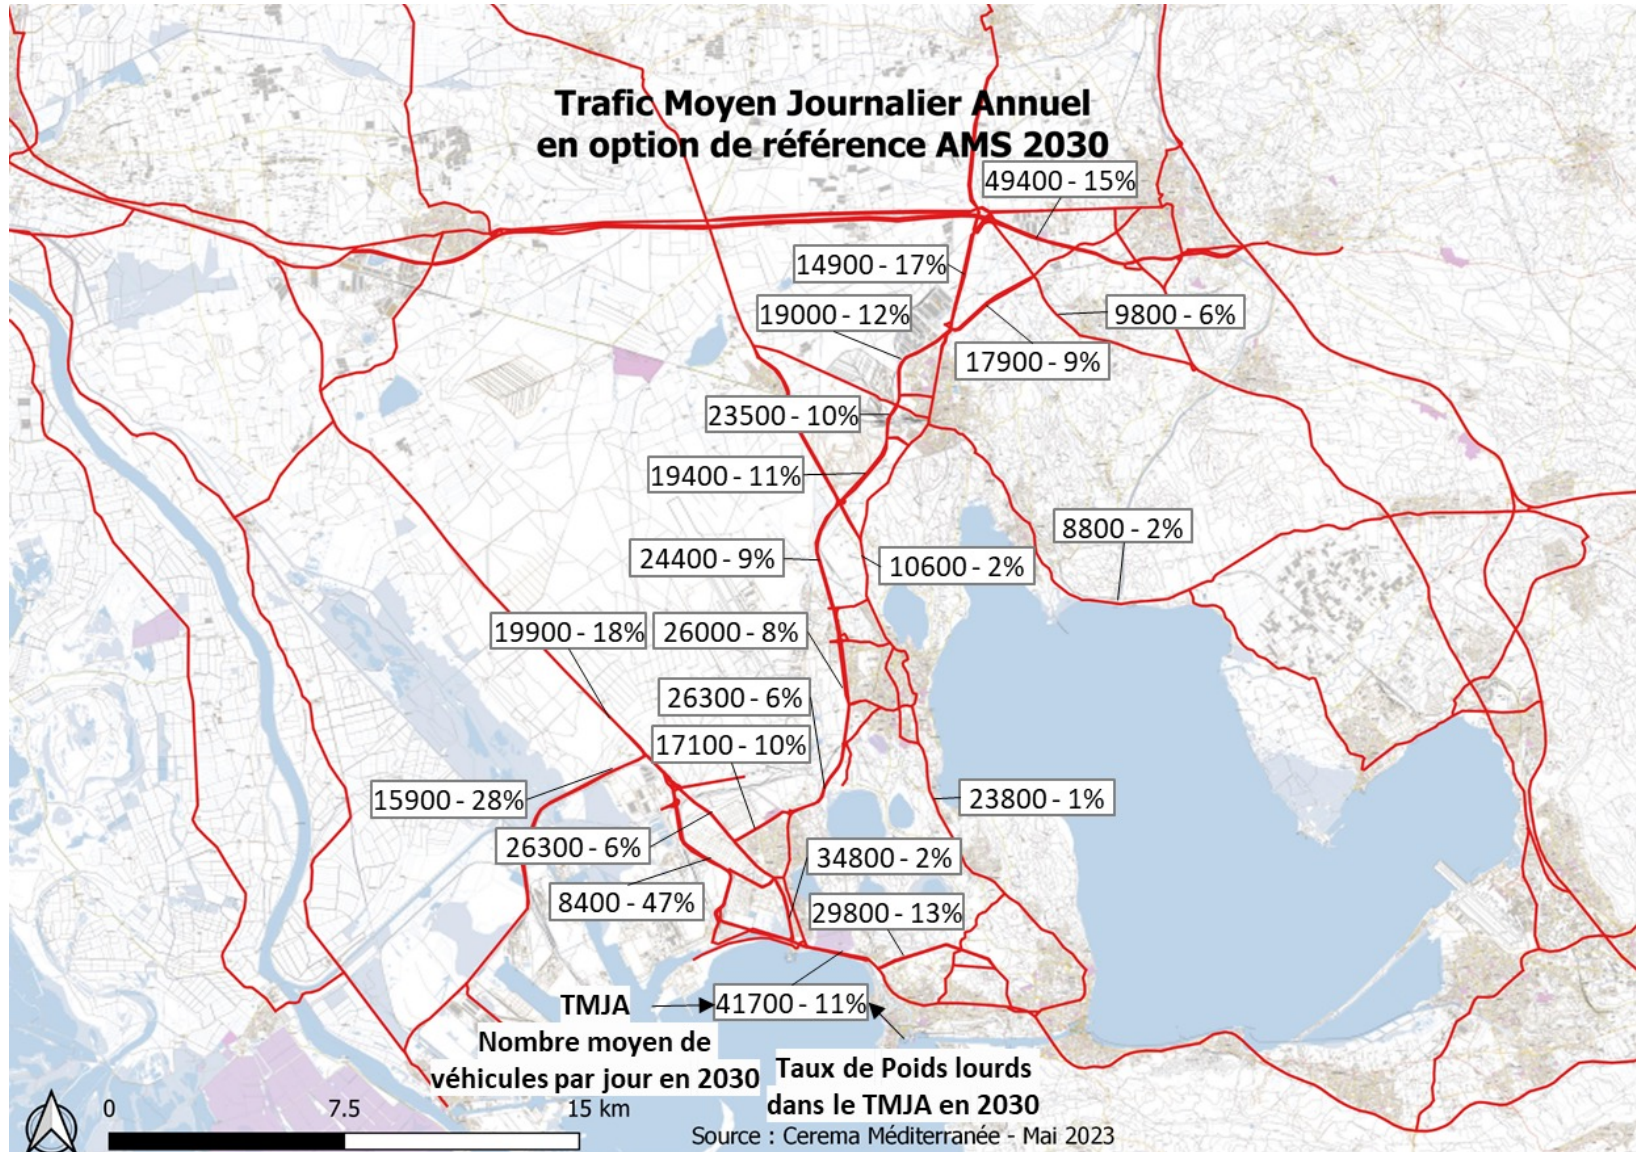 Trafic Moyen Journalier Annuel
en option de référence AMS 2030
49400 - 15%
14900 - 17%
19000 - 12%
9800 - 6%
17900 - 9%
23500 - 10%
19400 - 11%
8800 - 2%
24400 - 9%
10600 - 2%
19900 - 18%
26000 - 8%
26300 - 6%
17100 - 10%
15900 - 28%
23800 - 1%
26300 - 6%
34800 - 2%
8400 - 47%
29800 - 13%
TMJA
41700 - 11%
Nombre moyen de
véhicules par jour en 2030
Taux de Poids lourds
dans le TMJA en 2030
0
7.5
15 km
Source : Cerema Méditerranée - Mai 2023